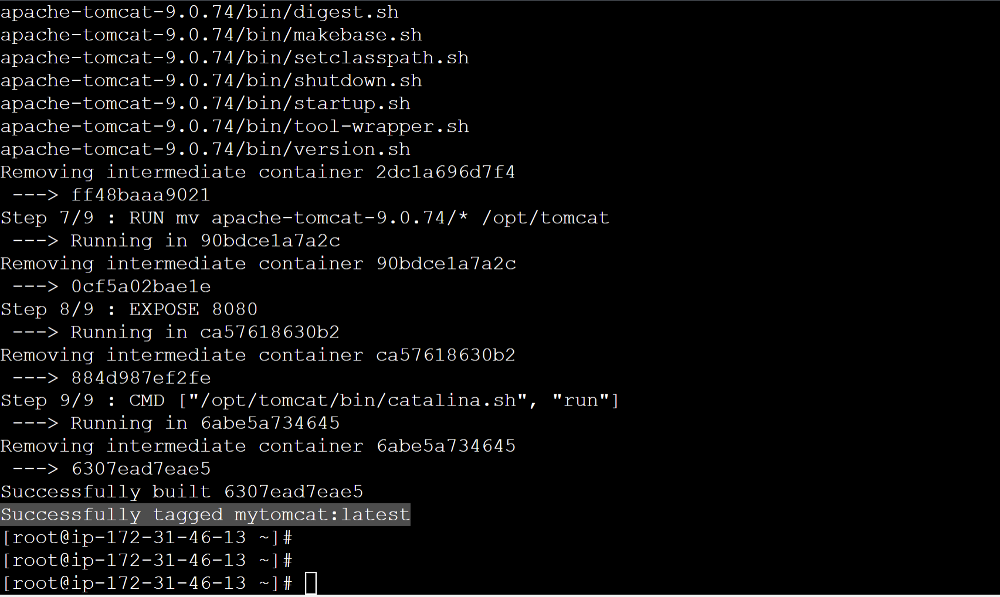 apache-tomcat-9.0.74/bin/digest.sh
apache-tomcat-9.0.74/bin/makebase.sh
apache-tomcat-9.0.74/bin/setclasspath.sh
apache-tomcat-9.0.74/bin/shutdown.sh
apache-tomcat-9.0.74/bin/startup.sh
apache-tomcat-9.0.74/bin/tool-wrapper.sh
apache-tomcat-9.0.74/bin/version.sh
Removing intermediate container 2dc1a696d7f4
 ---> ff48baaa9021
Step 7/9 : RUN mv apache-tomcat-9.0.74/* /opt/tomcat
 ---> Running in 90bdce1a7a2c
Removing intermediate container 90bdce1a7a2c
 ---> 0cf5a02bae1e
Step 8/9 : EXPOSE 8080
 ---> Running in ca57618630b2
Removing intermediate container ca57618630b2
 ---> 884d987ef2fe
Step 9/9 : CMD ["/opt/tomcat/bin/catalina.sh", "run"]
 ---> Running in 6abe5a734645
Removing intermediate container 6abe5a734645
 ---> 6307ead7eae5
Successfully built 6307ead7eae5
Successfully tagged mytomcat:latest
[root@ip-172-31-46-13 ~]#
[root@ip-172-31-46-13 ~]#
[root@ip-172-31-46-13 ~]#